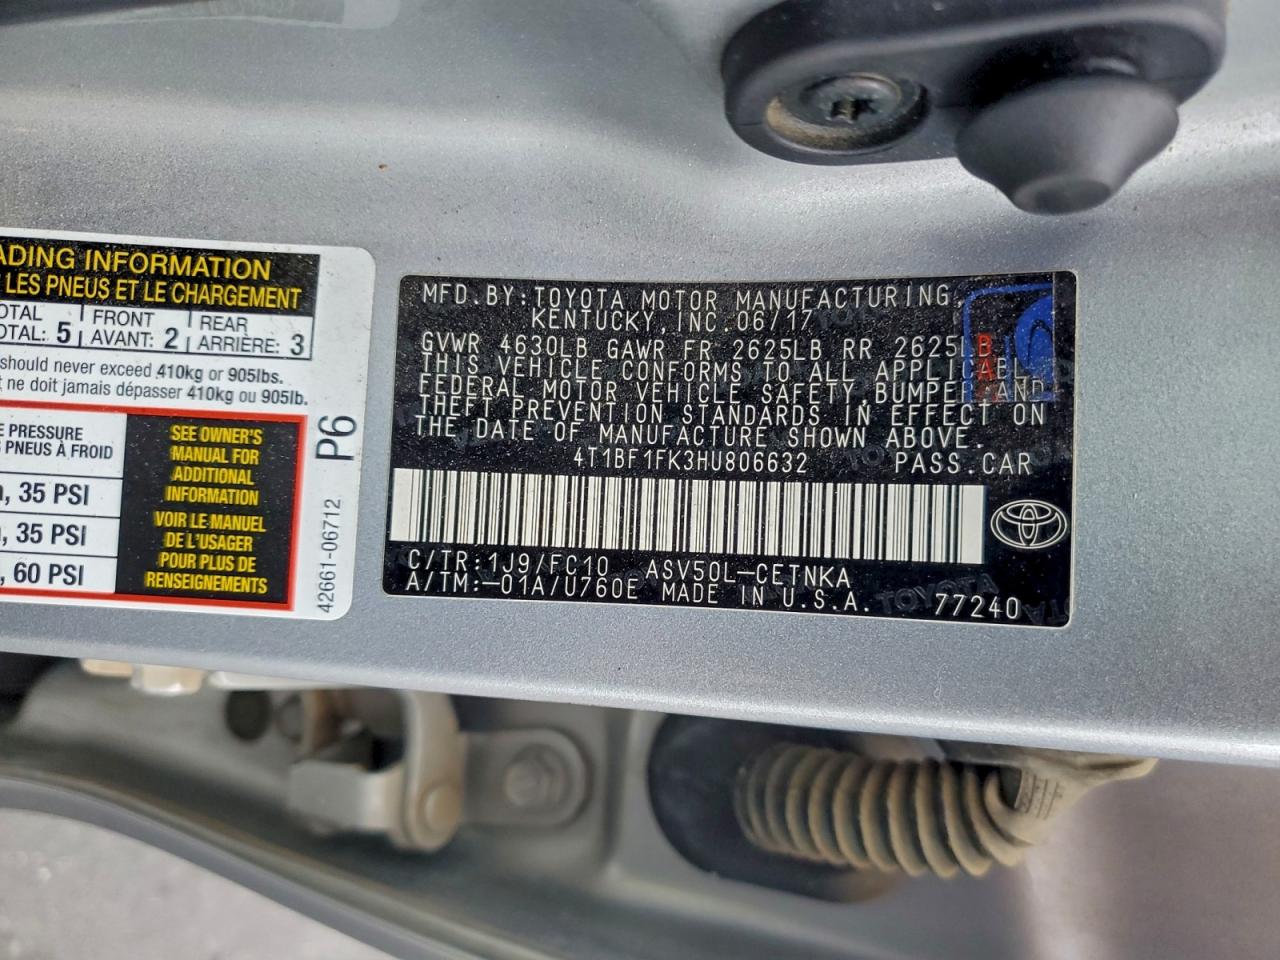 ADING INFORMATION
LES PNEUS ET LE CHARGEMENT
OTAL FRONT REAR
OTAL: 5 AVANT: 2 ARRIÈRE: 3
should never exceed 410kg or 905lbs.
ne doit jamais dépasser 410kg ou 905lb.
E PRESSURE
PNEUS À FROID
, 35 PSI
, 35 PSI
, 60 PSI
SEE OWNER'S
MANUAL FOR
ADDITIONAL
INFORMATION
VOIR LE MANUEL
DE L'USAGER
POUR PLUS DE
RENSEIGNEMENTS
P6
42661-06712
MFD.BY:TOYOTA MOTOR MANUFACTURING,
KENTUCKY,INC.06/17
GVWR 4630LB GAWR FR 2625LB RR 2625LB
THIS VEHICLE CONFORMS TO ALL APPLICABLE
FEDERAL MOTOR VEHICLE SAFETY,BUMPER,AND
THEFT PREVENTION STANDARDS IN EFFECT ON
THE DATE OF MANUFACTURE SHOWN ABOVE.
4T1BF1FK3HU806632 PASS.CAR
C/TR:1J9/FC10 ASV50L-CETNKA
A/TM:-01A/U760E MADE IN U.S.A. 77240
TOYOTA